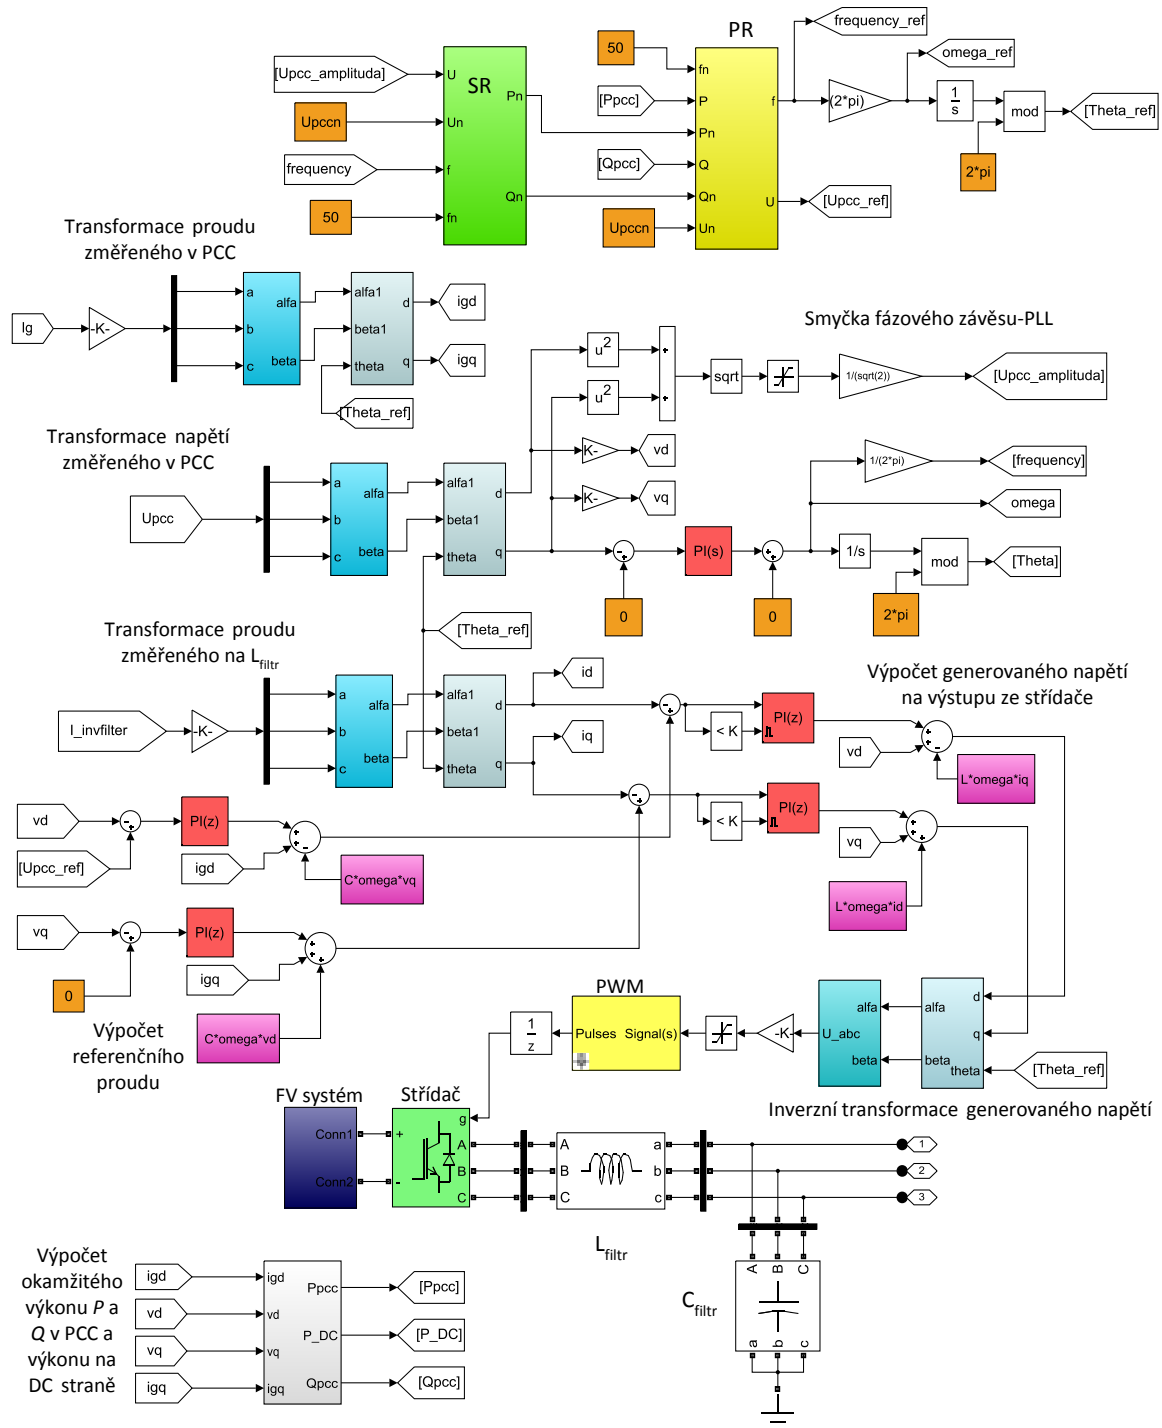 PR
frequency_ref
50
omega_ref
[Upcc_amplituda]
U
SR
Pn
fn
[Ppcc]
P
f
(2*pi)
1
s
mod
[Theta_ref]
Upccn
Un
Pn
frequency
f
[Qpcc]
Q
2*pi
Qn
Qn
U
[Upcc_ref]
50
fn
Upccn
Un
Transformace proudu
změřeného v PCC
a
alfa
alfa1
d
igd
Ig
-K-
b
beta1
c
beta
theta
q
igq
[Theta_ref]
Smyčka fázového závěsu-PLL
u²
+
sqrt
1/(sqrt(2))
[Upcc_amplituda]
u²
+
Transformace napětí
změřeného v PCC
K-
vd
1/(2*pi)
[frequency]
a
alfa
alfa1
d
K-
vq
omega
Upcc
b
beta1
c
beta
theta
q
-
+
PI(s)
+
+
1/s
mod
[Theta]
0
0
2*pi
[Theta_ref]
Transformace proudu
změřeného na Lfiltr
Výpočet generovaného napětí
na výstupu ze střídače
id
a
alfa
alfa1
d
-
+
PI(z)
< K
I_invfilter
-K-
b
beta1
iq
vd
+
+
-
c
beta
theta
q
L*omega*iq
-
+
PI(z)
< K
vd
-
+
PI(z)
+
+
-
vq
+
+
+
[Upcc_ref]
igd
C*omega*vq
L*omega*id
vq
-
+
PI(z)
+
+
+
igq
0
C*omega*vd
Výpočet
referenčního
proudu
PWM
1
z
Pulses
Signal(s)
-K-
alfa
U_abc
beta
alfa
d
q
beta
theta
[Theta_ref]
Inverzní transformace generovaného napětí
FV systém
Střídač
Conn1
Conn2
+
-
g
A
B
C
A
B
C
a
b
c
1
2
3
Lfiltr
A
B
C
a
b
c
Cfiltr
Výpočet
okamžitého
výkonu P a
Q v PCC a
výkonu na
DC straně
igd
igd
Ppcc
[Ppcc]
vd
vd
P_DC
[P_DC]
vq
vq
igq
igq
Qpcc
[Qpcc]